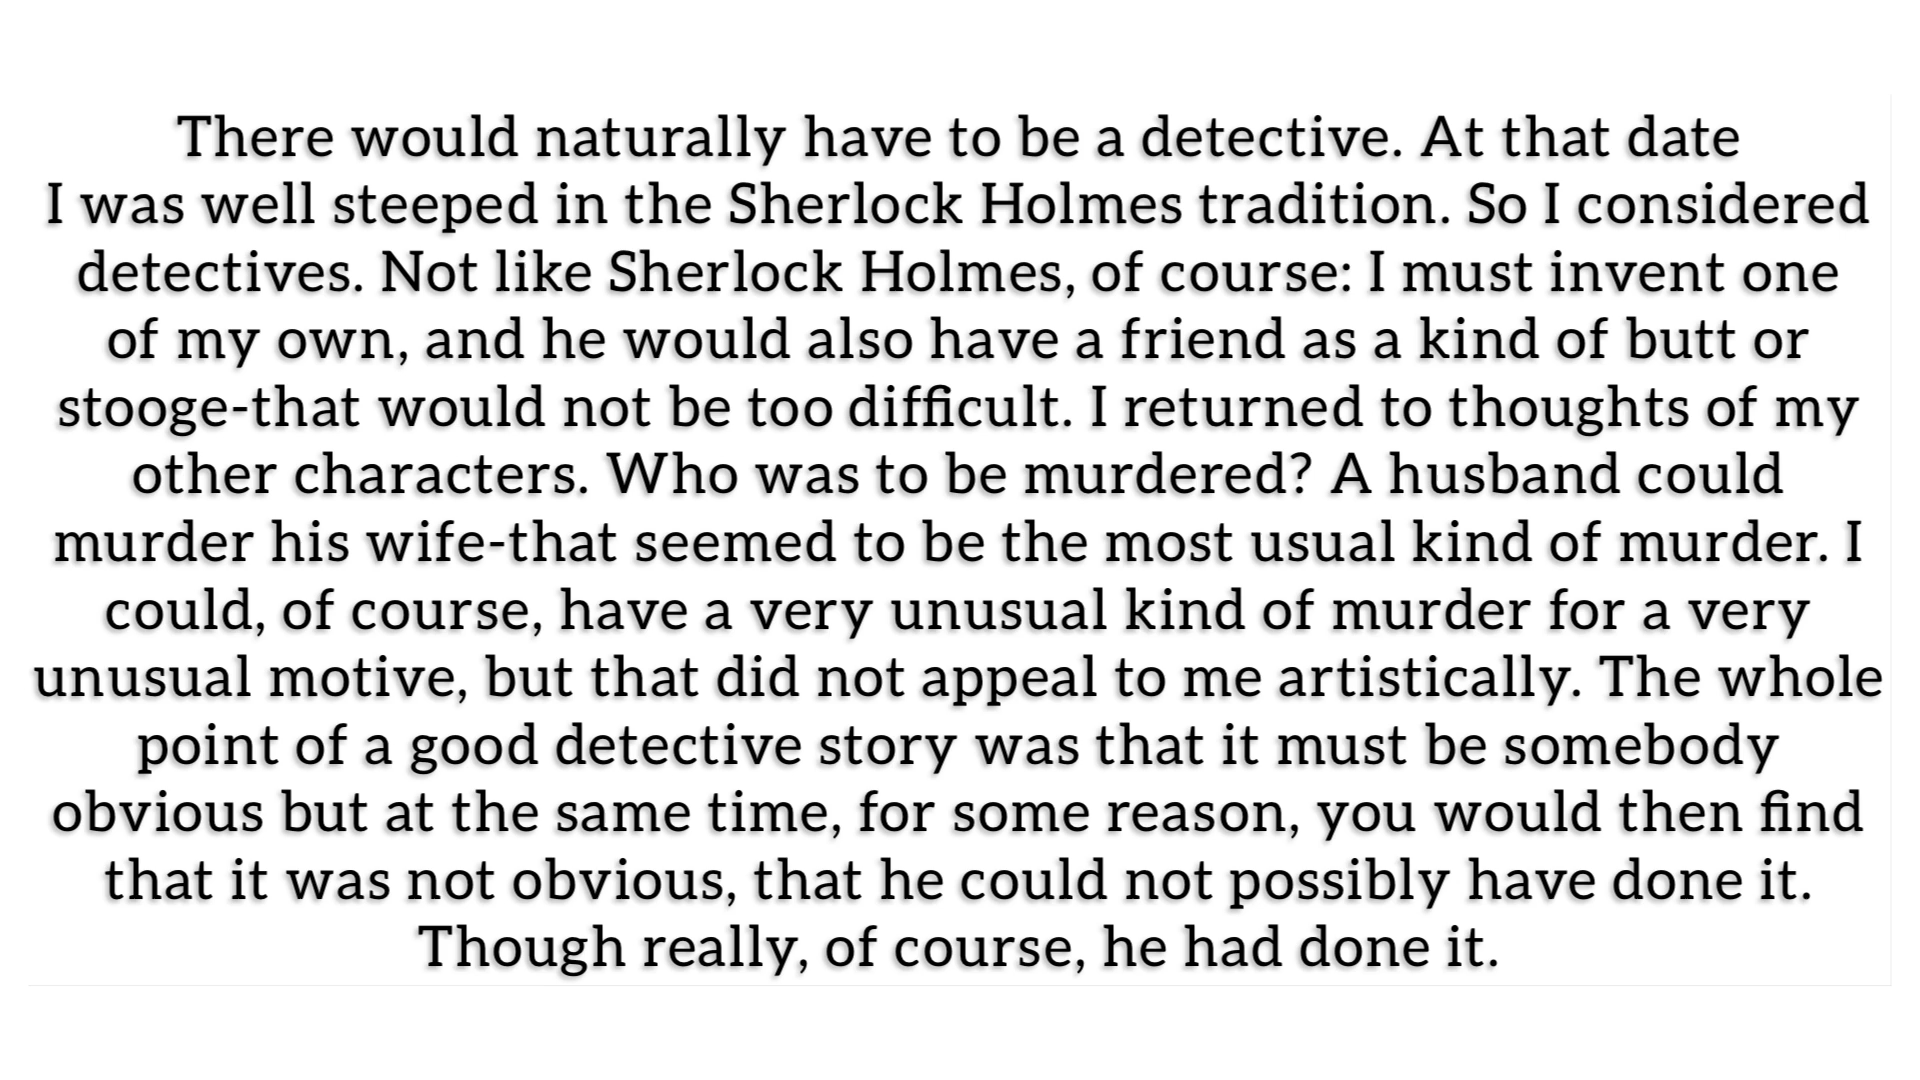 There would naturally have to be a detective. At that date
I was well steeped in the Sherlock Holmes tradition. So I considered
detectives. Not like Sherlock Holmes, of course: I must invent one
of my own, and he would also have a friend as a kind of butt or
stooge-that would not be too difficult. I returned to thoughts of my
other characters. Who was to be murdered? A husband could
murder his wife-that seemed to be the most usual kind of murder. I
could, of course, have a very unusual kind of murder for a very
unusual motive, but that did not appeal to me artistically. The whole
point of a good detective story was that it must be somebody
obvious but at the same time, for some reason, you would then find
that it was not obvious, that he could not possibly have done it.
Though really, of course, he had done it.